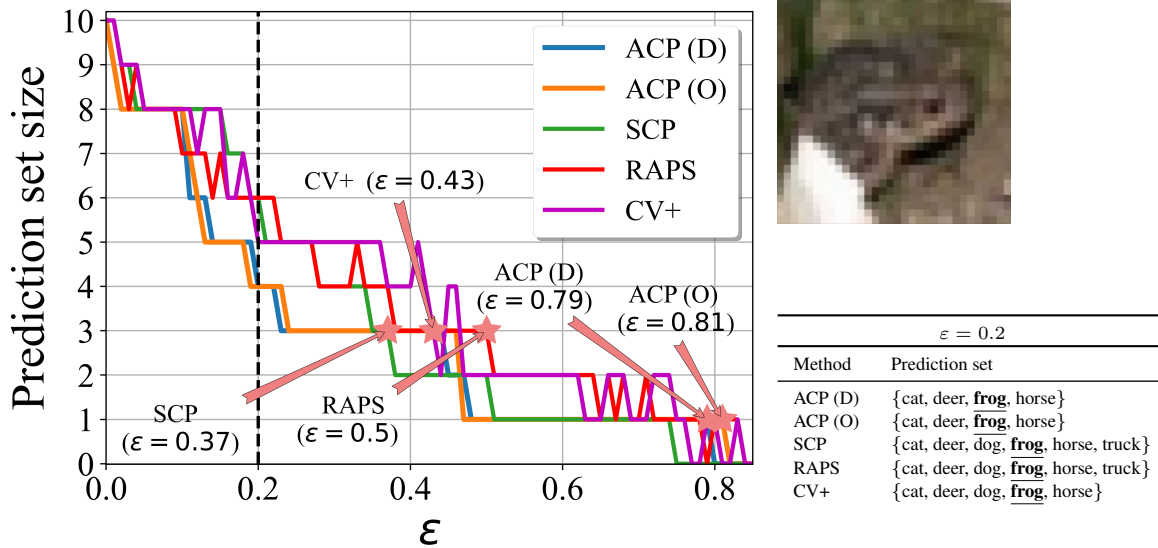 Prediction set size
10
9
8
7
6
5
4
3
2
1
0
0.0
0.2
0.4
0.6
0.8
ε
ACP (D)
ACP (O)
SCP
RAPS
CV+
CV+ (ε = 0.43)
ACP (D)
(ε = 0.79)
ACP (O)
(ε = 0.81)
SCP
(ε = 0.37)
RAPS
(ε = 0.5)
ε = 0.2
Method Prediction set
ACP (D) {cat, deer, frog, horse}
ACP (O) {cat, deer, frog, horse}
SCP {cat, deer, dog, frog, horse, truck}
RAPS {cat, deer, dog, frog, horse, truck}
CV+ {cat, deer, dog, frog, horse}